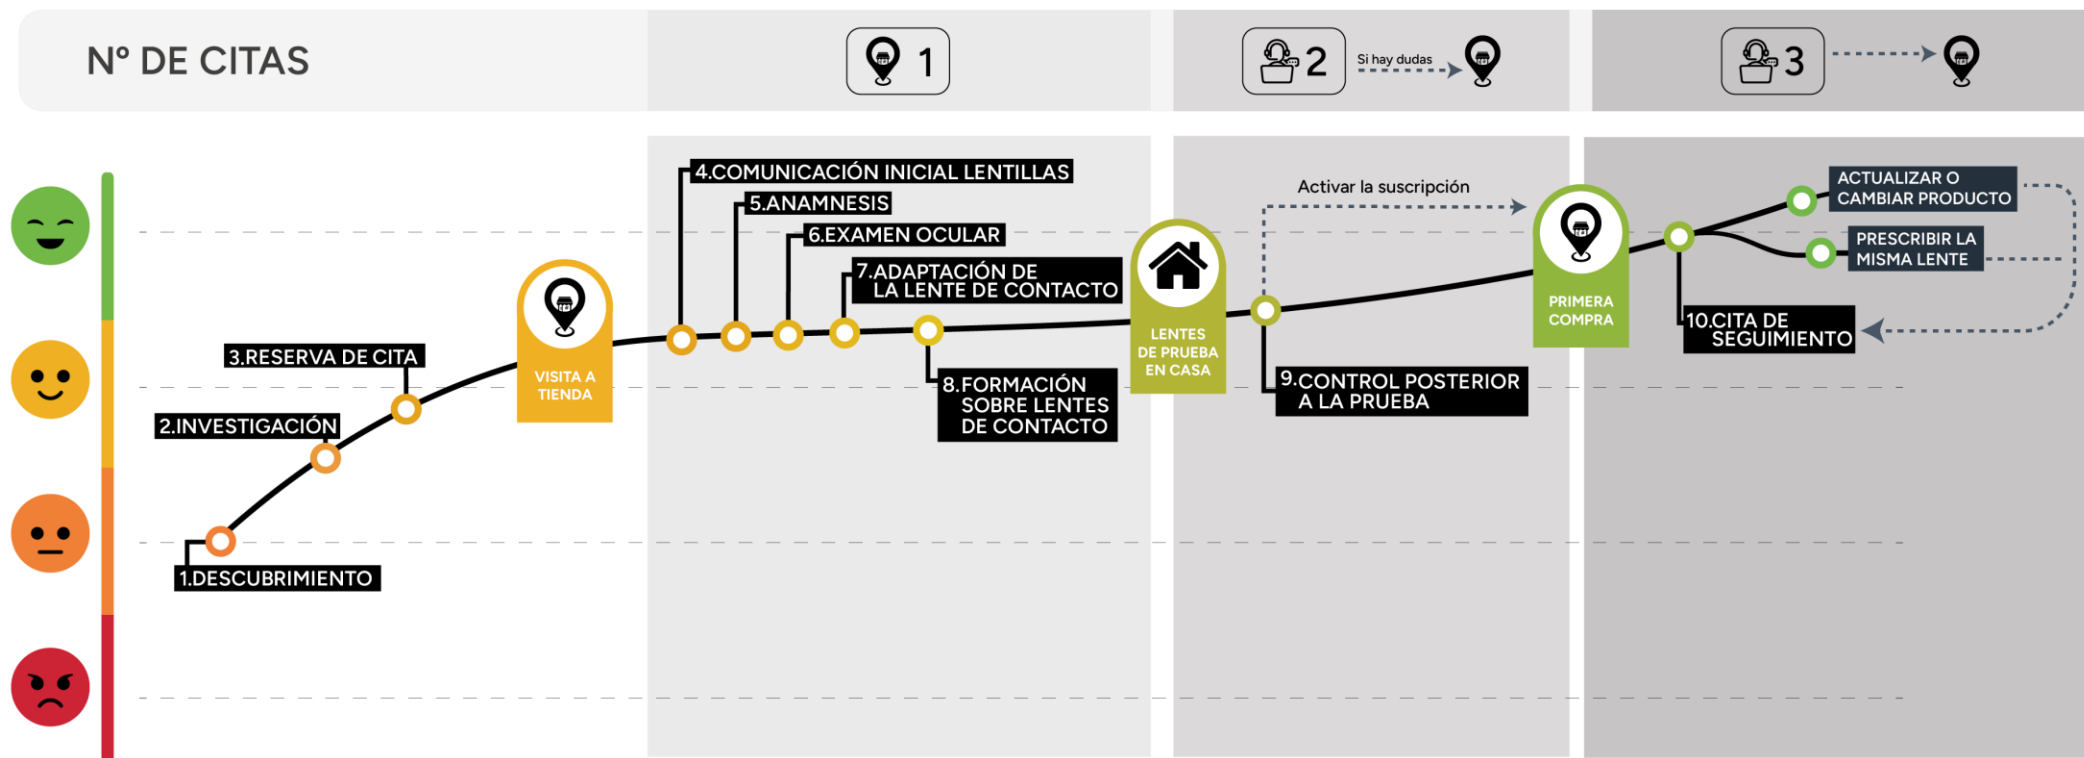 Nº DE CITAS
1
2
Si hay dudas
3
4.COMUNICACIÓN INICIAL LENTILLAS
5.ANAMNESIS
6.EXAMEN OCULAR
7.ADAPTACIÓN DE
LA LENTE DE CONTACTO
3.RESERVA DE CITA
2.INVESTIGACIÓN
1.DESCUBRIMIENTO
VISITA A
TIENDA
8.FORMACIÓN
SOBRE LENTES
DE CONTACTO
LENTES
DE PRUEBA
EN CASA
Activar la suscripción
9.CONTROL POSTERIOR
A LA PRUEBA
PRIMERA
COMPRA
ACTUALIZAR O
CAMBIAR PRODUCTO
PRESCRIBIR LA
MISMA LENTE
10.CITA DE
SEGUIMIENTO